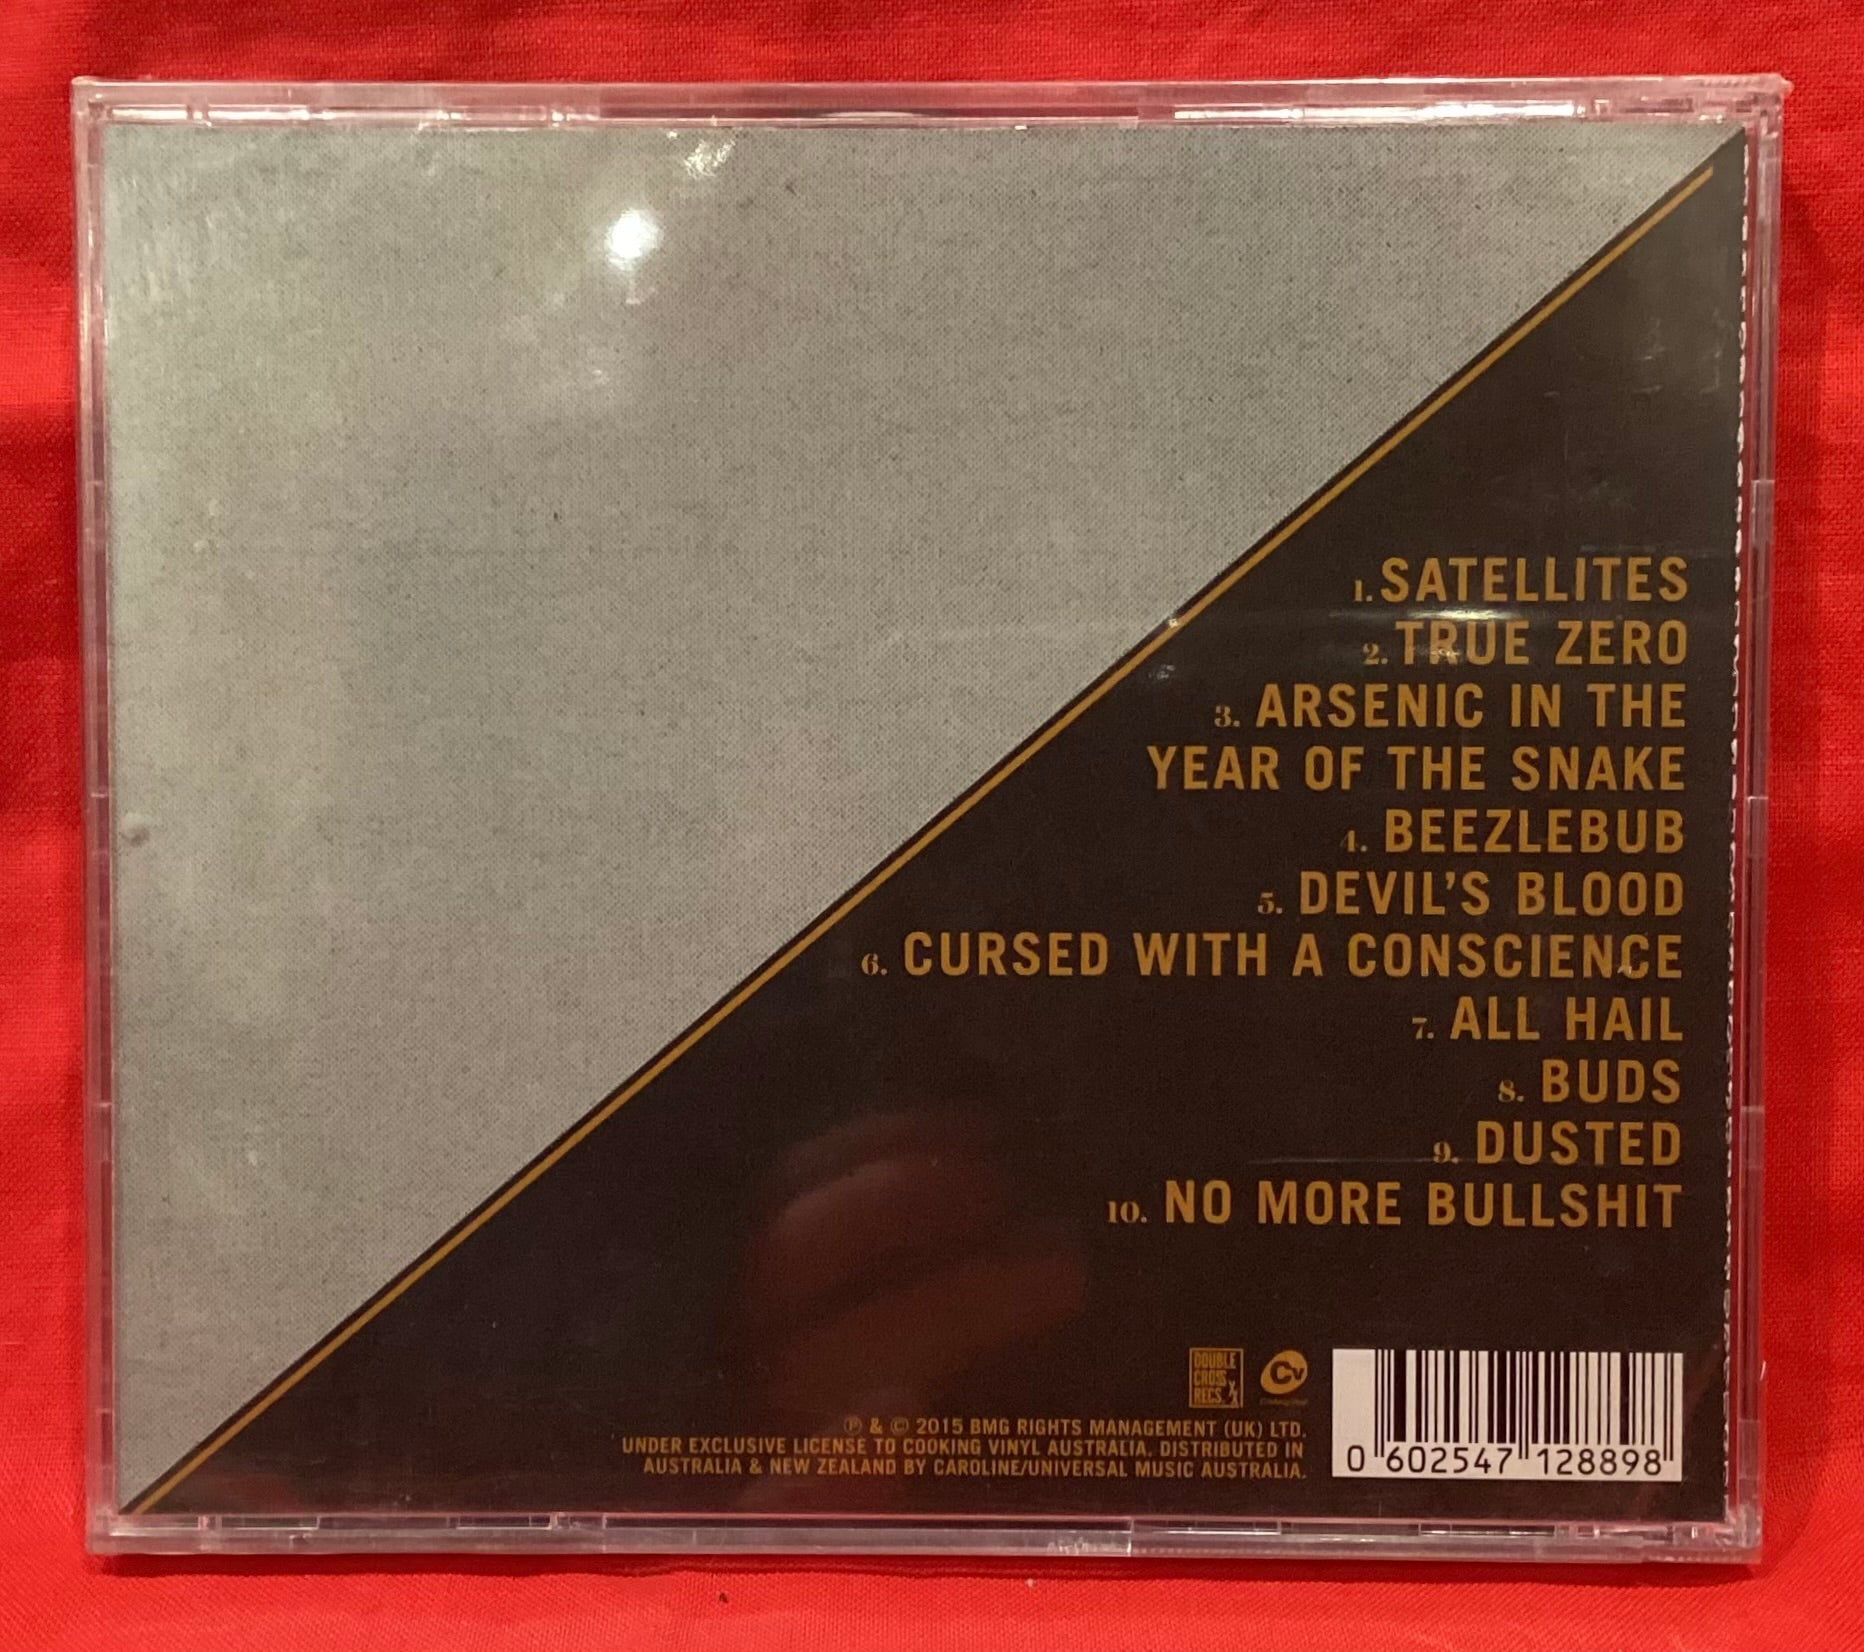 1. SATELLITES
2. TRUE ZERO
3. ARSENIC IN THE
YEAR OF THE SNAKE
4. BEEZLEBUB
5. DEVIL'S BLOOD
6. CURSED WITH A CONSCIENCE
7. ALL HAIL
8. BUDS
9. DUSTED
10. NO MORE BULLSHIT
DOUBLE
CROSS
RECS.
CV
℗ & © 2015 BMG RIGHTS MANAGEMENT (UK) LTD.
UNDER EXCLUSIVE LICENSE TO COOKING VINYL AUSTRALIA. DISTRIBUTED IN
AUSTRALIA & NEW ZEALAND BY CAROLINE/UNIVERSAL MUSIC AUSTRALIA.
0 602547 128898